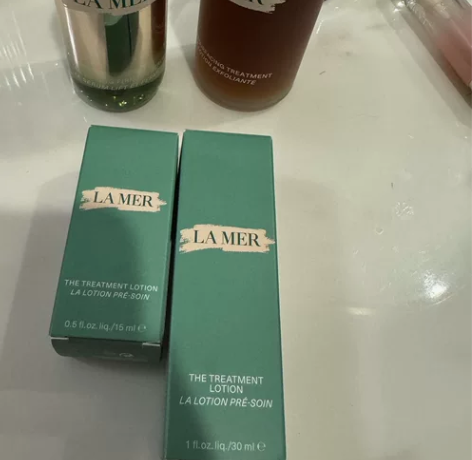 LA MER
TREATMENT
EXFOLIANTE
LA MER
THE TREATMENT LOTION
LA LOTION PRÉ-SOIN
0.5 fl.oz.liq./15 ml ℮
LA MER
THE TREATMENT
LOTION
LA LOTION PRÉ-SOIN
1 fl.oz.liq./30 ml ℮